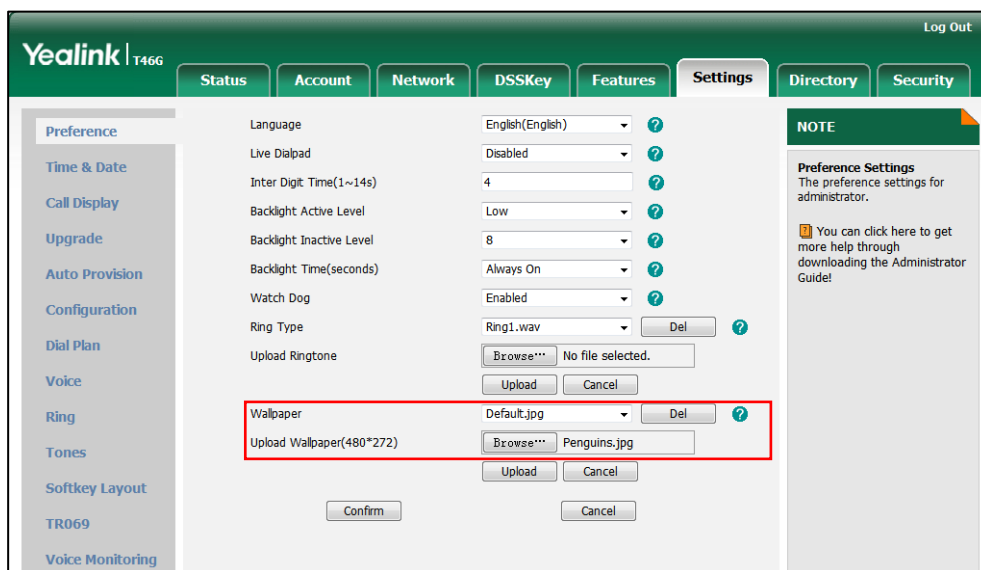 Log Out
Yealink T46G
Status Account Network DSSKey Features Settings Directory Security
Preference
Time & Date
Call Display
Upgrade
Auto Provision
Configuration
Dial Plan
Voice
Ring
Tones
Softkey Layout
TR069
Voice Monitoring
Language English(English) ?
Live Dialpad Disabled ?
Inter Digit Time(1~14s) 4 ?
Backlight Active Level Low ?
Backlight Inactive Level 8 ?
Backlight Time(seconds) Always On ?
Watch Dog Enabled ?
Ring Type Ring1.wav Del ?
Upload Ringtone Browse… No file selected.
Upload Cancel
Wallpaper Default.jpg Del ?
Upload Wallpaper(480*272) Browse… Penguins.jpg
Upload Cancel
Confirm Cancel
NOTE
Preference Settings
The preference settings for
administrator.
? You can click here to get
more help through
downloading the Administrator
Guide!